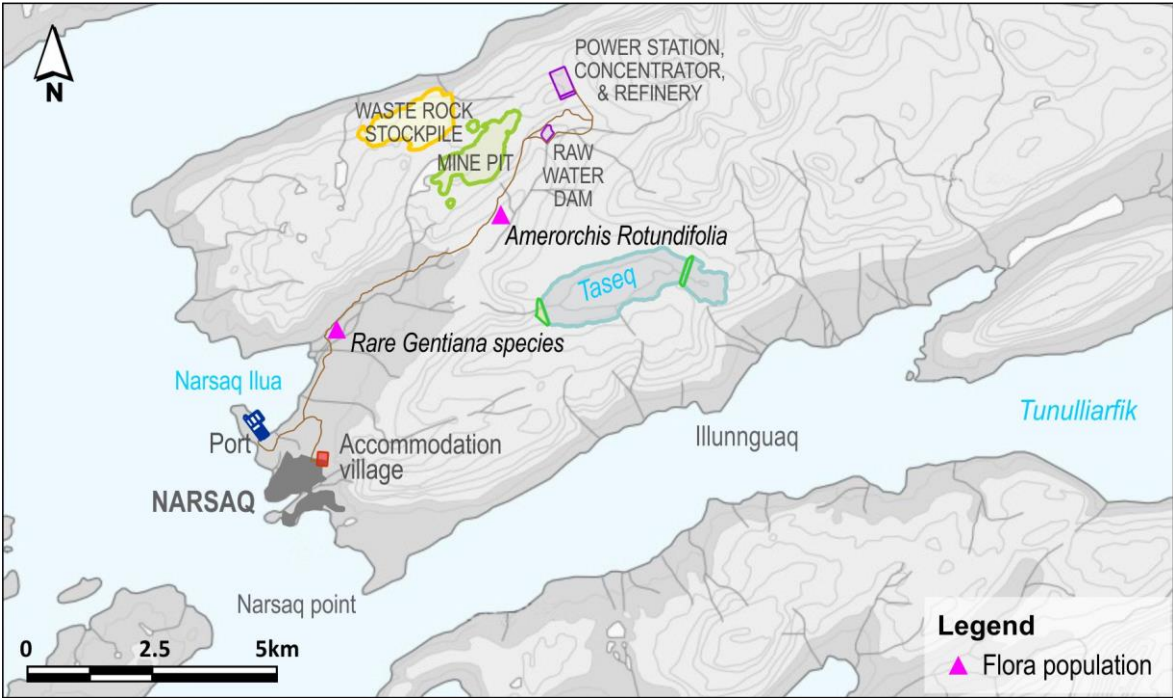 N
POWER STATION,
CONCENTRATOR,
& REFINERY
WASTE ROCK
STOCKPILE
MINE PIT
RAW
WATER
DAM
Amerorchis Rotundifolia
Taseq
Rare Gentiana species
Narsaq Ilua
Port
Accommodation
village
NARSAQ
Illunnguaq
Tunulliarfik
Narsaq point
0 2.5 5km
Legend
Flora population